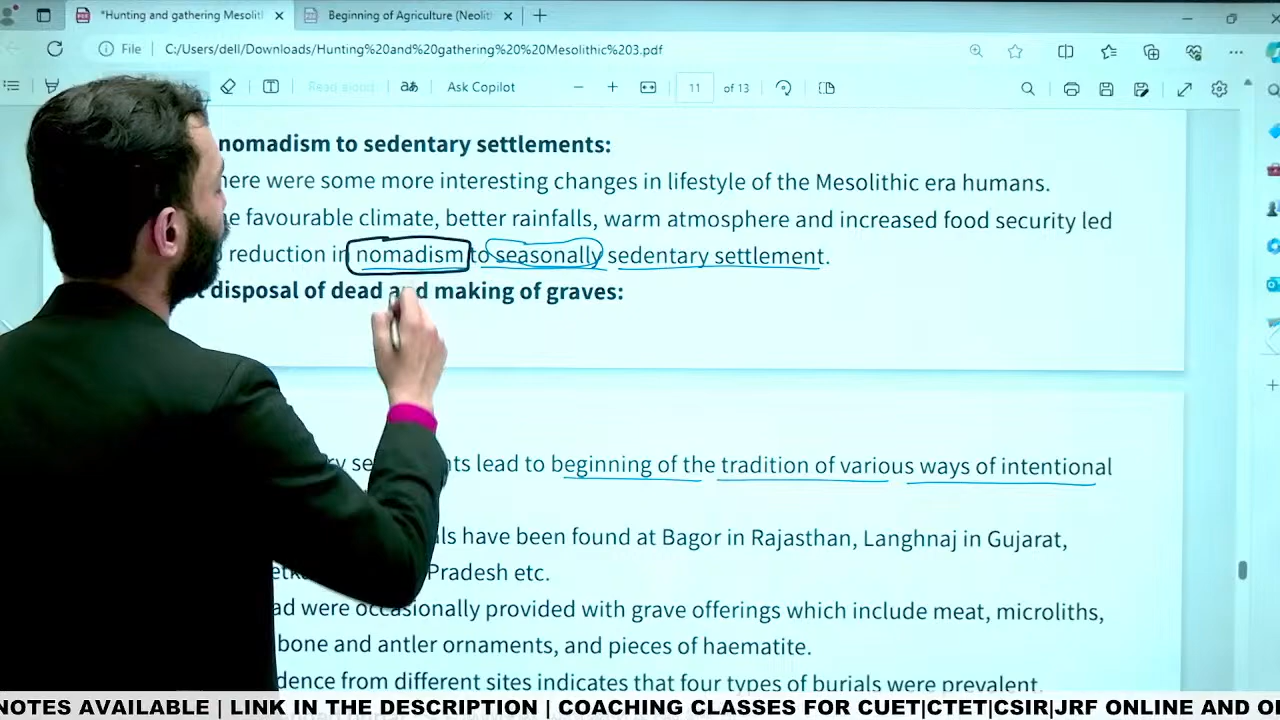 *Hunting and gathering Mesolit
Beginning of Agriculture (Neolit
File
C:/Users/dell/Downloads/Hunting%20and%20gathering%20%20Mesolithic%203.pdf
Read aloud
aあ
Ask Copilot
11
of 13
nomadism to sedentary settlements:
here were some more interesting changes in lifestyle of the Mesolithic era humans.
e favourable climate, better rainfalls, warm atmosphere and increased food security led
reduction in nomadism to seasonally sedentary settlement.
disposal of dead and making of graves:
ry se ts lead to beginning of the tradition of various ways of intentional
ls have been found at Bagor in Rajasthan, Langhnaj in Gujarat,
Pradesh etc.
ad were occasionally provided with grave offerings which include meat, microliths,
bone and antler ornaments, and pieces of haematite.
dence from different sites indicates that four types of burials were prevalent.
NOTES AVAILABLE | LINK IN THE DESCRIPTION | COACHING CLASSES FOR CUET|CTET|CSIR|JRF ONLINE AND O